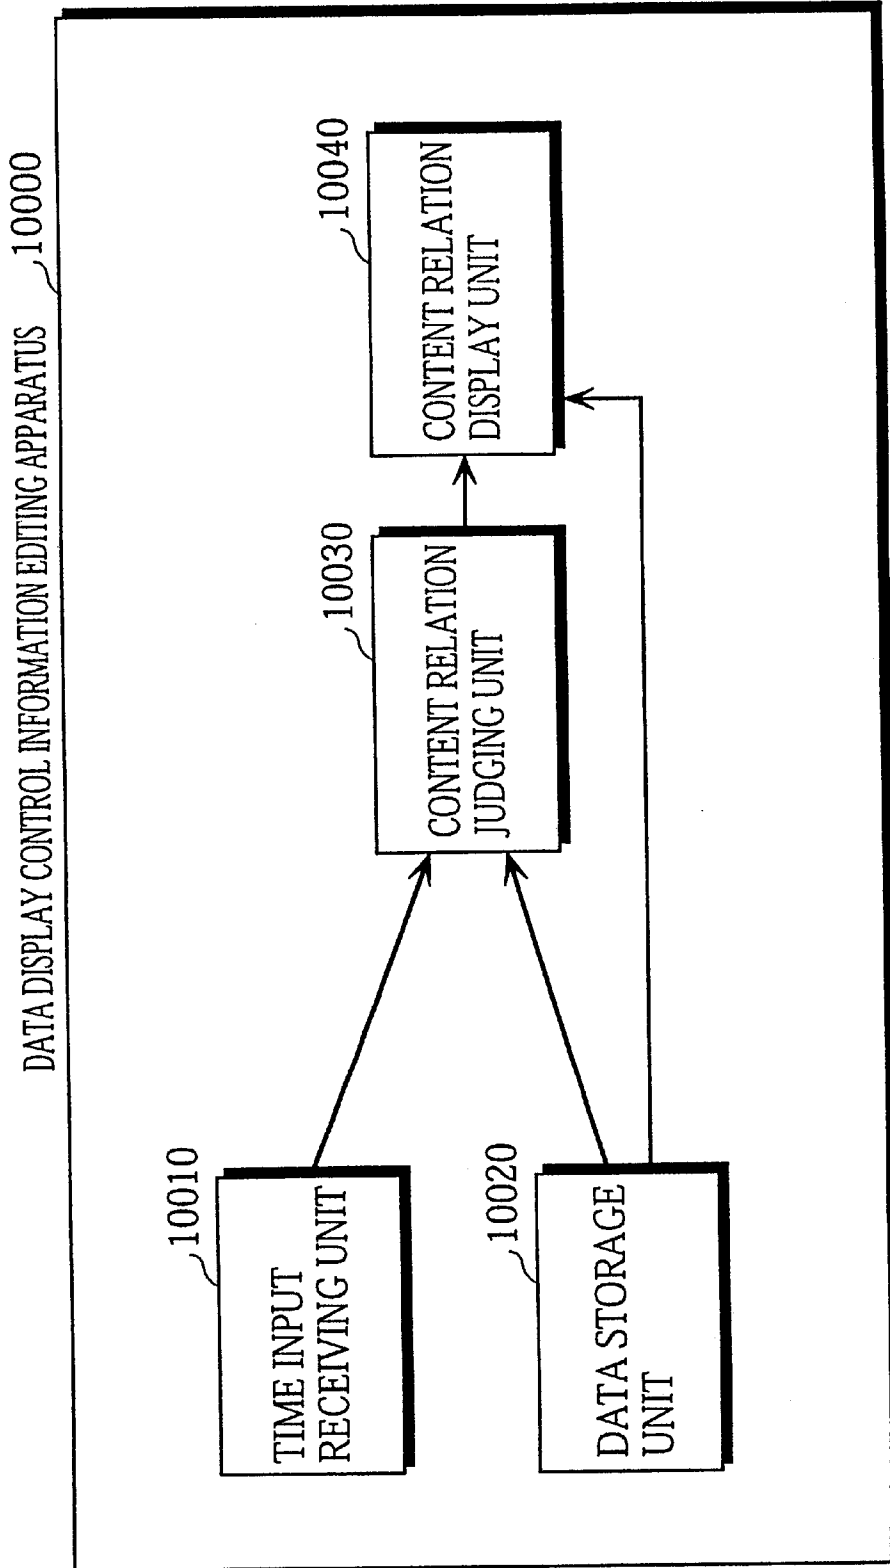 DATA DISPLAY CONTROL INFORMATION EDITING APPARATUS
10000
10010
TIME INPUT
RECEIVING UNIT
10020
DATA STORAGE
UNIT
10030
CONTENT RELATION
JUDGING UNIT
10040
CONTENT RELATION
DISPLAY UNIT